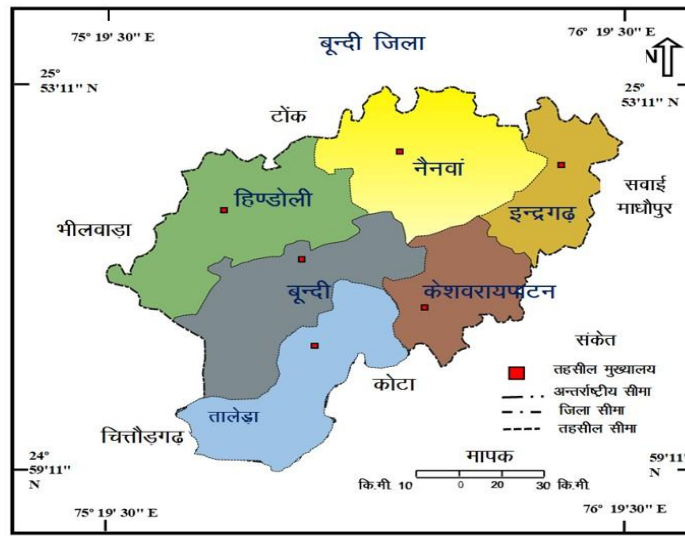 75° 19' 30'' E
76° 19' 30'' E
बून्दी जिला
N
25°
53'11'' N
25°
53'11'' N
टोंक
नैनवां
सवाई
माधौपुर
हिण्डोली
इन्द्रगढ़
भीलवाड़ा
बून्दी
केशवरायपाटन
संकेत
तहसील मुख्यालय
अन्तर्राष्ट्रीय सीमा
जिला सीमा
तहसील सीमा
कोटा
तालेड़ा
चित्तौड़गढ़
24°
59'11''
N
मापक
59'11''
N
कि.मी. 10 0 20 30 कि.मी.
75° 19' 30'' E
76° 19' 30'' E